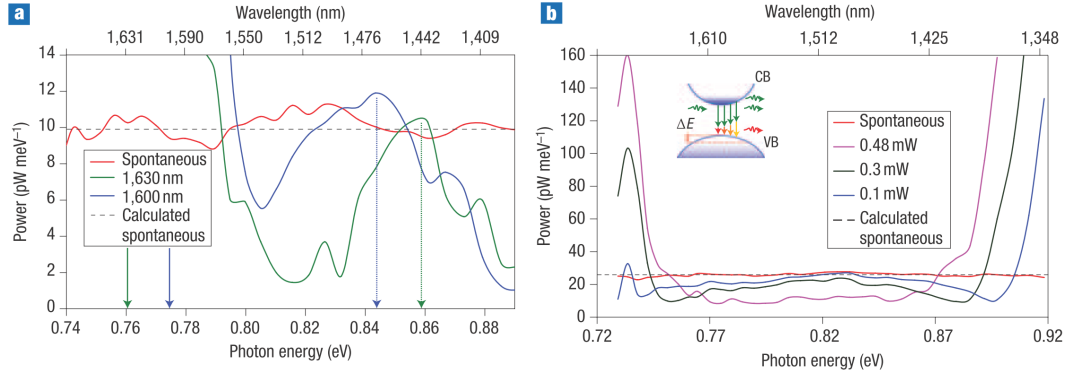 a
Wavelength (nm)
1,631 1,590 1,550 1,512 1,476 1,442 1,409
14
12
10
8
6
4
2
0
Power (pW meV⁻¹)
Spontaneous
1,630 nm
1,600 nm
Calculated
spontaneous
0.74 0.76 0.78 0.80 0.82 0.84 0.86 0.88
Photon energy (eV)
b
Wavelength (nm)
1,610 1,512 1,425 1,348
160
140
120
100
80
60
40
20
0
Power (pW meV⁻¹)
CB
ΔE
VB
Spontaneous
0.48 mW
0.3 mW
0.1 mW
Calculated
spontaneous
0.72 0.77 0.82 0.87 0.92
Photon energy (eV)